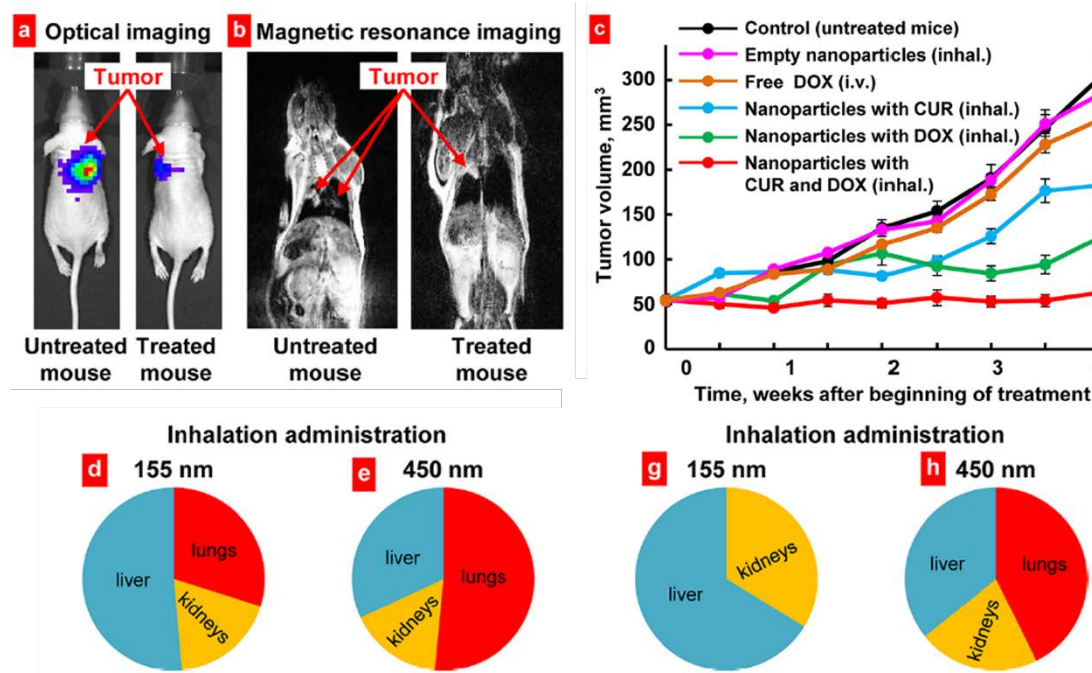 a
Optical imaging
Tumor
Untreated
mouse
Treated
mouse
b
Magnetic resonance imaging
Tumor
Untreated
mouse
Treated
mouse
c
Control (untreated mice)
Empty nanoparticles (inhal.)
Free DOX (i.v.)
Nanoparticles with CUR (inhal.)
Nanoparticles with DOX (inhal.)
Nanoparticles with
CUR and DOX (inhal.)
Tumor volume, mm³
300
250
200
150
100
50
0
0 1 2 3
Time, weeks after beginning of treatment
Inhalation administration
d
155 nm
lungs
liver
kidneys
e
450 nm
liver
lungs
kidneys
Inhalation administration
g
155 nm
kidneys
liver
h
450 nm
liver
lungs
kidneys